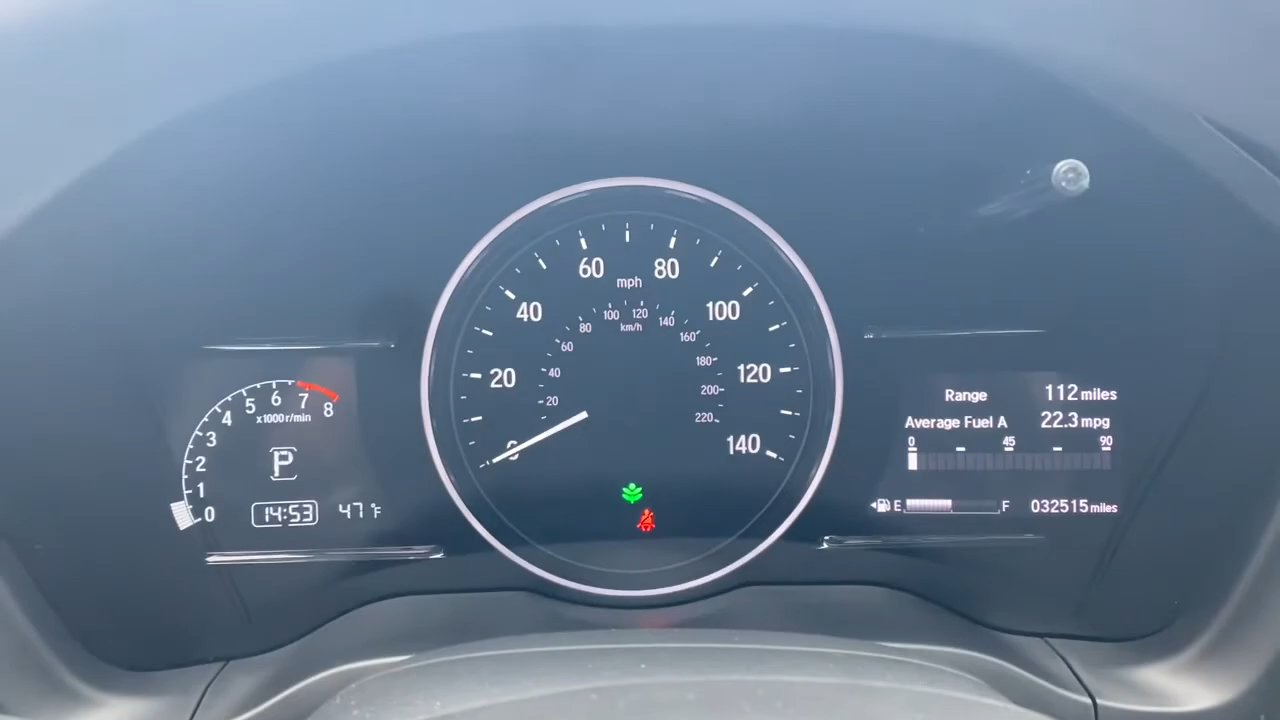 0 1 2 3 4 5 6 7 8
x1000 r/min
P
14:53 47°F
0 20 40 60 80 100 120 140
mph
20 40 60 80 100 120 140 160 180 200 220
km/h
Range 112 miles
Average Fuel A 22.3 mpg
0 45 90
E F 032515 miles